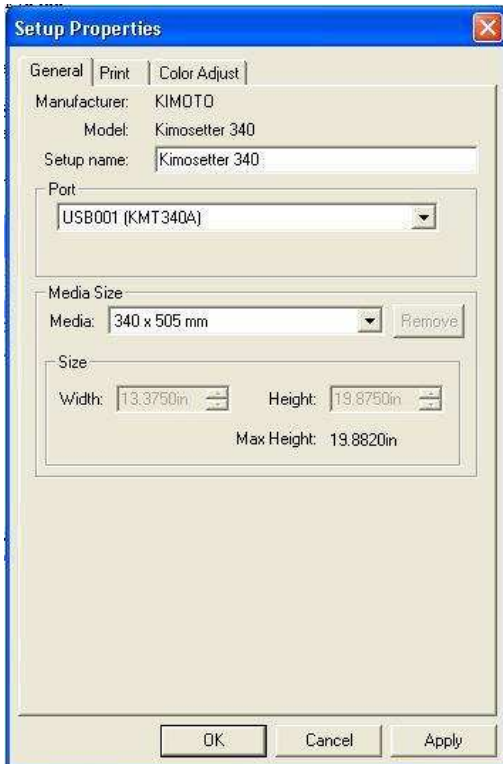 Setup Properties
General Print Color Adjust
Manufacturer: KIMOTO
Model: Kimosetter 340
Setup name: Kimosetter 340
Port
USB001 (KMT340A)
Media Size
Media: 340 x 505 mm Remove
Size
Width: 13.3750in Height: 19.8750in
Max Height: 19.8820in
OK Cancel Apply